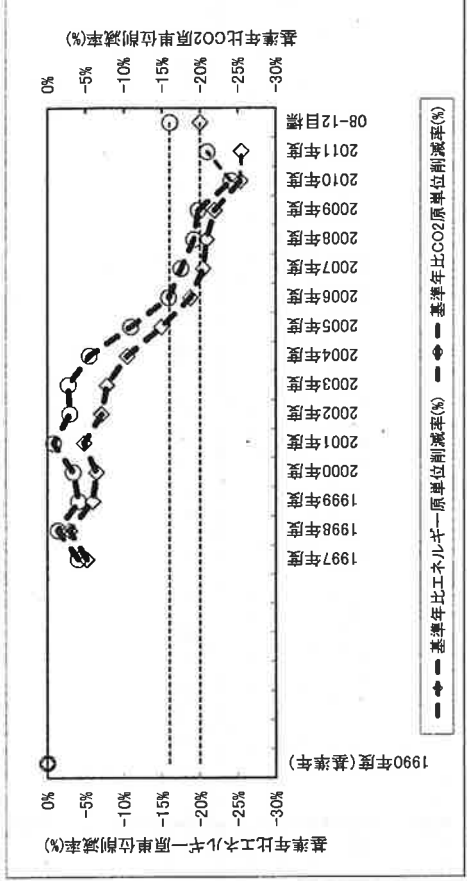 基準年比エネルギー原単位削減率(%)
基準年比CO2原単位削減率(%)
0%
-5%
-10%
-15%
-20%
-25%
-30%
0%
-5%
-10%
-15%
-20%
-25%
-30%
1990年度(基準年)
1997年度
1998年度
1999年度
2000年度
2001年度
2002年度
2003年度
2004年度
2005年度
2006年度
2007年度
2008年度
2009年度
2010年度
2011年度
08-12目標
基準年比エネルギー原単位削減率(%)
基準年比CO2原単位削減率(%)